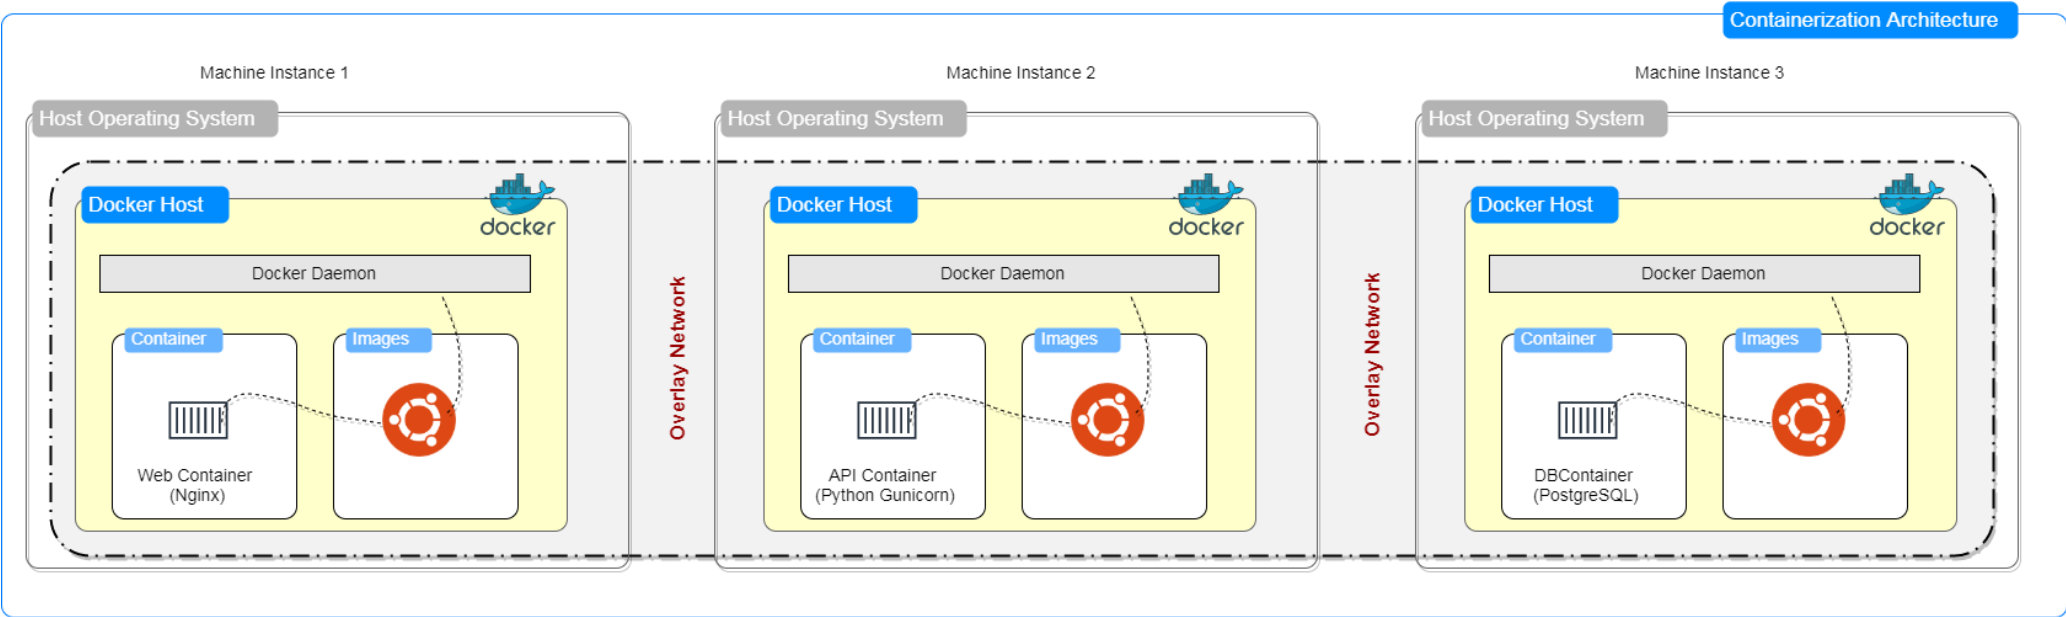 Containerization Architecture
Machine Instance 1
Machine Instance 2
Machine Instance 3
Host Operating System
Host Operating System
Host Operating System
Docker Host
docker
Docker Daemon
Container
Images
Web Container
(Nginx)
Overlay Network
Docker Host
docker
Docker Daemon
Container
Images
API Container
(Python Gunicorn)
Overlay Network
Docker Host
docker
Docker Daemon
Container
Images
DBContainer
(PostgreSQL)